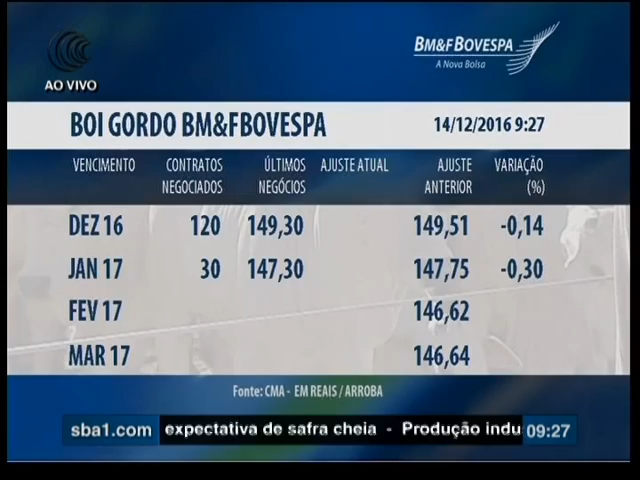 BM&FBOVESPA
A Nova Bolsa
AO VIVO
BOI GORDO BM&FBOVESPA 14/12/2016 9:27
VENCIMENTO CONTRATOS NEGOCIADOS ÚLTIMOS NEGÓCIOS AJUSTE ATUAL AJUSTE ANTERIOR VARIAÇÃO (%)
DEZ 16 120 149,30 149,51 -0,14
JAN 17 30 147,30 147,75 -0,30
FEV 17 146,62
MAR 17 146,64
Fonte: CMA - EM REAIS / ARROBA
sba1.com expectativa de safra cheia - Produção indu 09:27